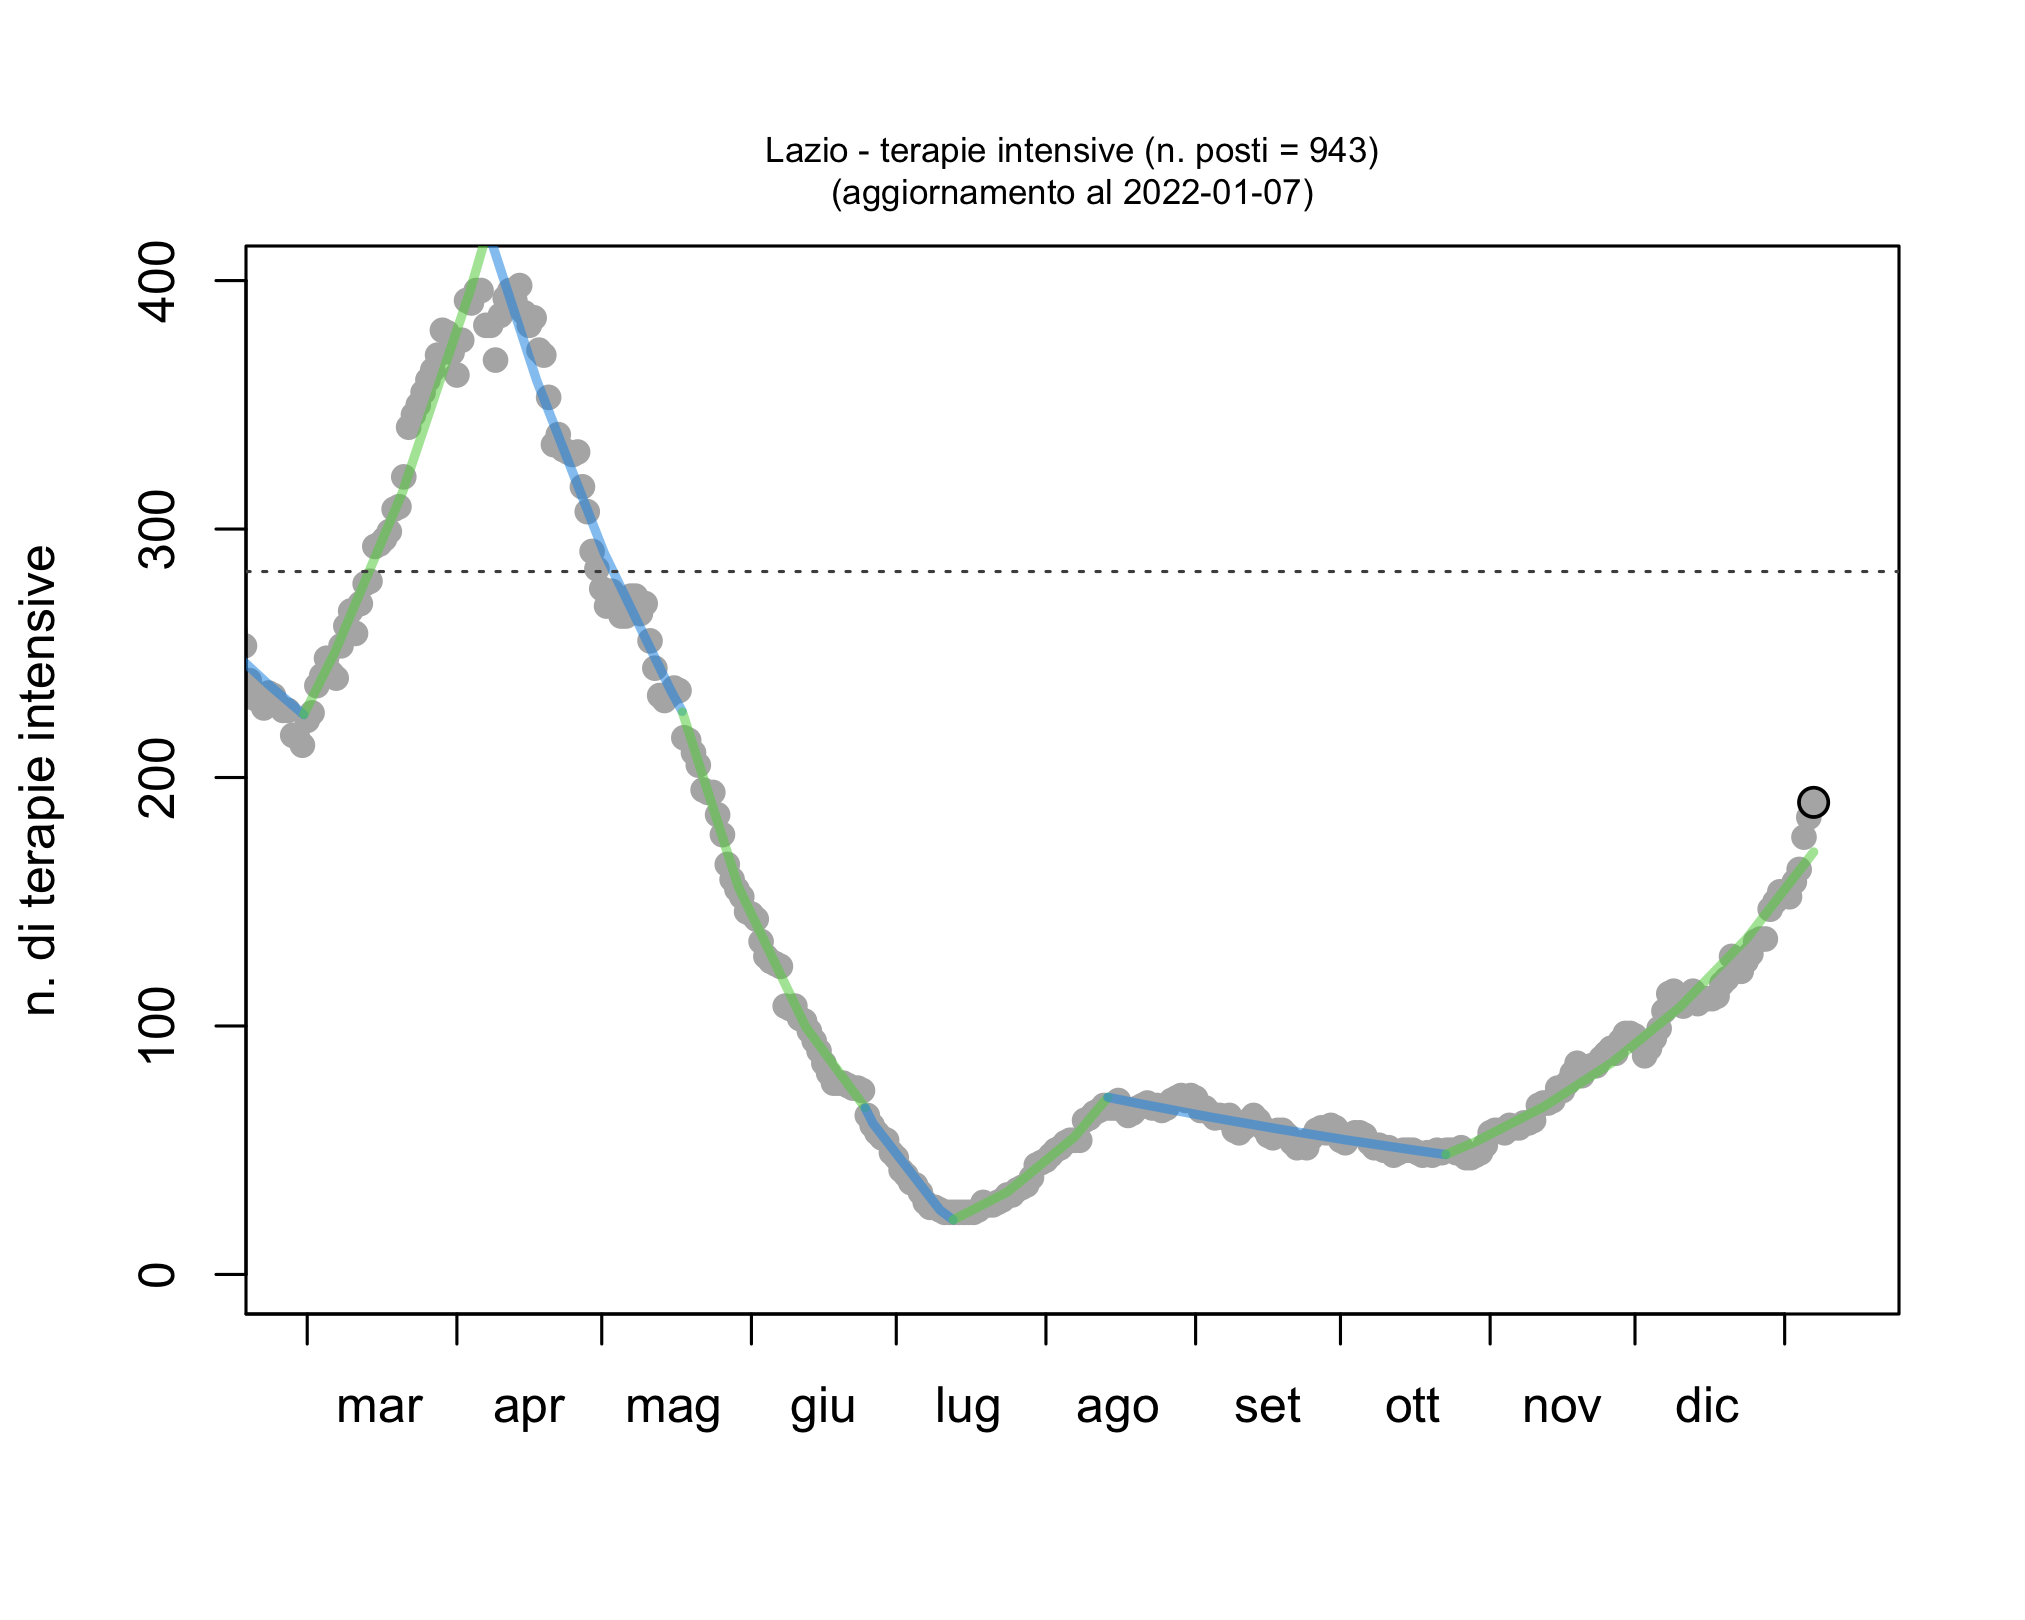 Lazio - terapie intensive (n. posti = 943)
(aggiornamento al 2022-01-07)
n. di terapie intensive
400
300
200
100
0
mar apr mag giu lug ago set ott nov dic